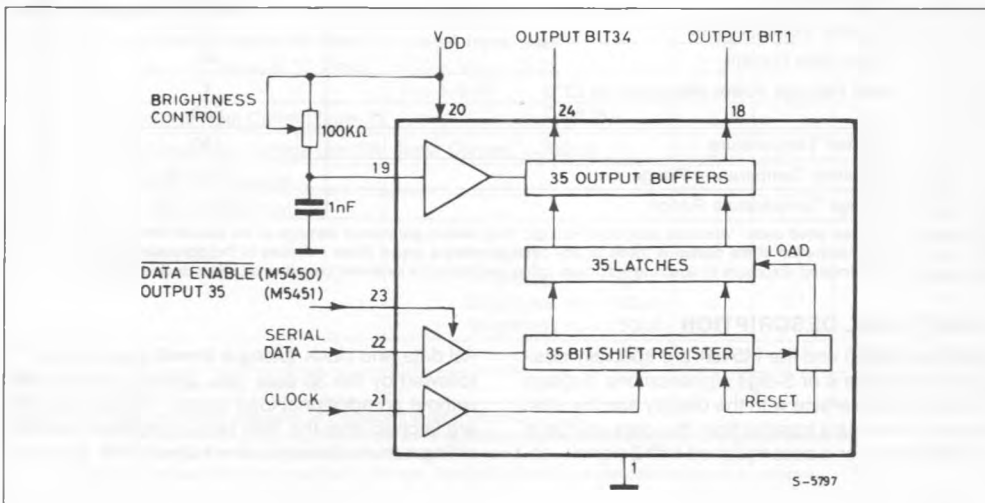 V DD
OUTPUT BIT34
OUTPUT BIT1
BRIGHTNESS
CONTROL
100KΩ
20
24
18
19
35 OUTPUT BUFFERS
1nF
LOAD
35 LATCHES
DATA ENABLE (M5450)
OUTPUT 35 (M5451)
23
SERIAL
DATA
22
35 BIT SHIFT REGISTER
CLOCK
21
RESET
1
S-5797